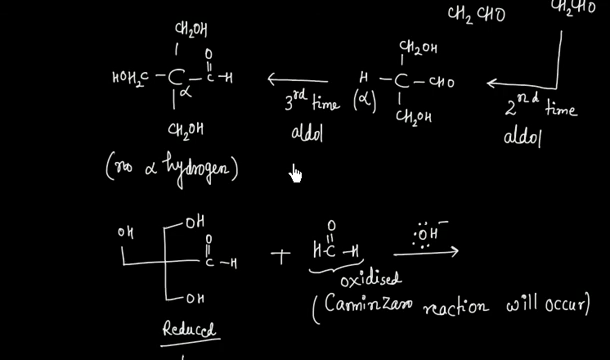 CH2CHO
CH2CHO
CH2OH
O
HOH2C - C - C - H
α
CH2OH
(no α hydrogen)
3rd time
aldol
CH2OH
H - C - CHO
(α)
CH2OH
2nd time
aldol
OH
OH
O
C - H
OH
Reduced
+
O
H - C - H
oxidised
OH-
(Cannizaro reaction will occur)